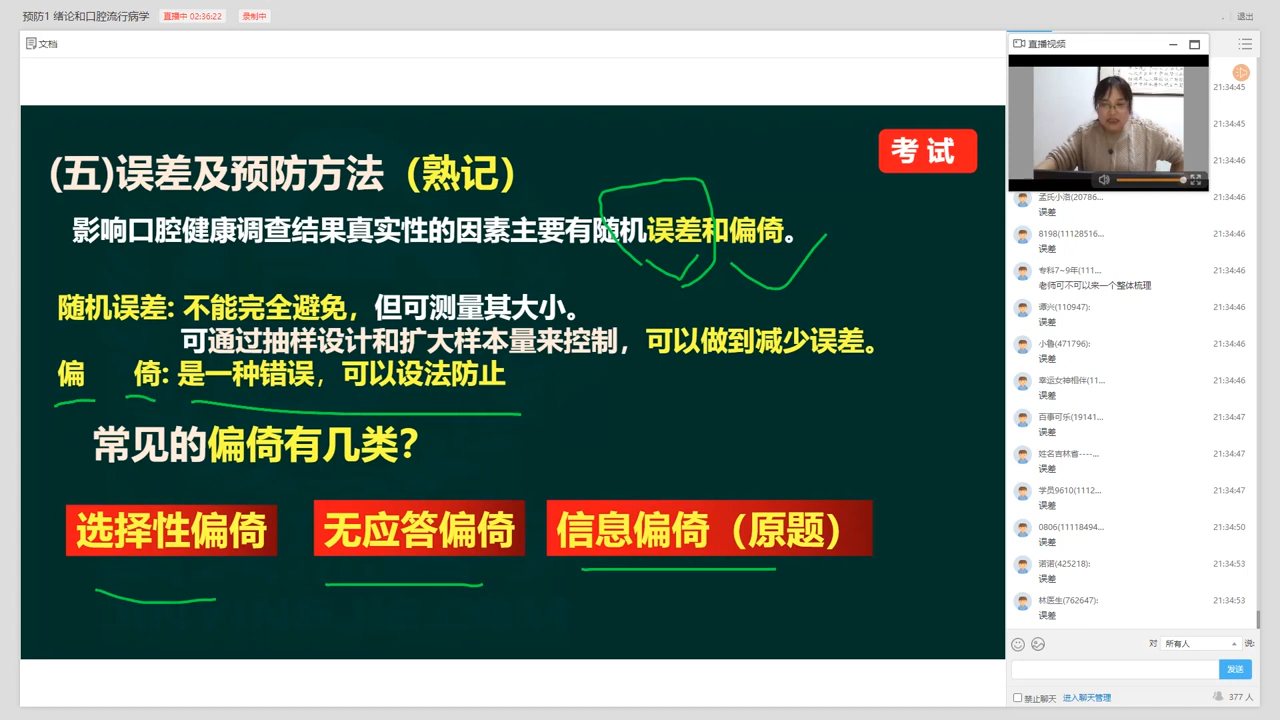 预防1 绪论和口腔流行病学
直播中 02:36:22
录制中
退出
文档
直播视频
(五)误差及预防方法（熟记）
考试
影响口腔健康调查结果真实性的因素主要有随机误差和偏倚。
随机误差: 不能完全避免，但可测量其大小。
可通过抽样设计和扩大样本量来控制，可以做到减少误差。
偏 倚: 是一种错误，可以设法防止
常见的偏倚有几类?
选择性偏倚
无应答偏倚
信息偏倚（原题）
21:34:45
21:34:45
21:34:46
孟氏小洛(20786... 21:34:46
误差
8198(11128516... 21:34:46
误差
专科7~9年(111... 21:34:46
老师可不可以来一个整体梳理
谭兴(110947): 21:34:46
误差
小鲁(471796): 21:34:46
误差
幸运女神相伴(11... 21:34:46
误差
百事可乐(19141... 21:34:47
误差
姓名吉林省----... 21:34:47
误差
学员9610(1112... 21:34:47
误差
0806(11118494... 21:34:50
误差
诺诺(425218): 21:34:53
误差
林医生(762647): 21:34:53
误差
对 所有人 说:
发送
禁止聊天 进入聊天管理 377 人